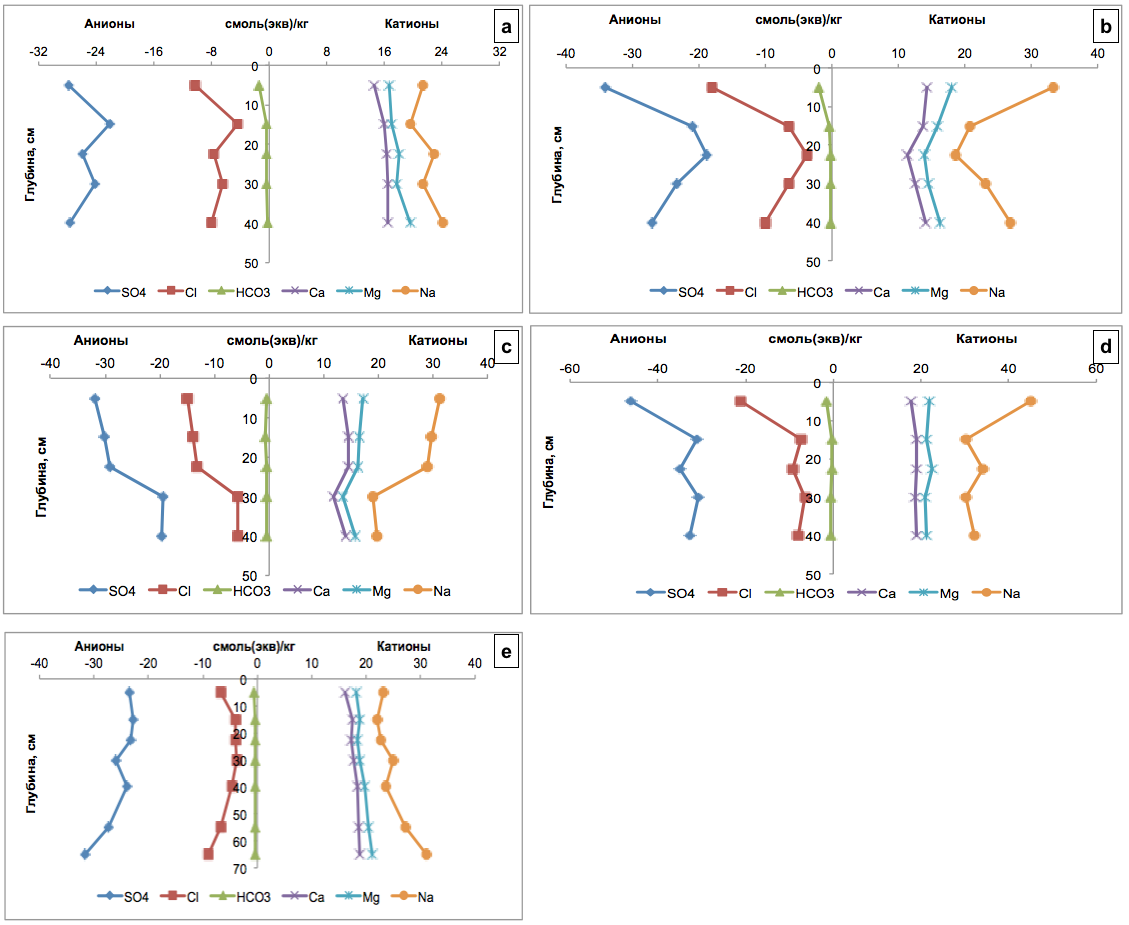 Анионы смоль(экв)/кг Катионы a
-32 -24 -16 -8 0 8 16 24 32
0
10
20
30
40
50
Глубина, см
SO4 Cl HCO3 Ca Mg Na
Анионы смоль(экв)/кг Катионы b
-40 -30 -20 -10 0 10 20 30 40
0
10
20
30
40
50
Глубина, см
SO4 Cl HCO3 Ca Mg Na
Анионы смоль(экв)/кг Катионы c
-40 -30 -20 -10 0 10 20 30 40
0
10
20
30
40
50
Глубина, см
SO4 Cl HCO3 Ca Mg Na
Анионы смоль(экв)/кг Катионы d
-60 -40 -20 0 20 40 60
0
10
20
30
40
50
Глубина, см
SO4 Cl HCO3 Ca Mg Na
Анионы смоль(экв)/кг Катионы e
-40 -30 -20 -10 0 10 20 30 40
0
10
20
30
40
50
60
70
Глубина, см
SO4 Cl HCO3 Ca Mg Na